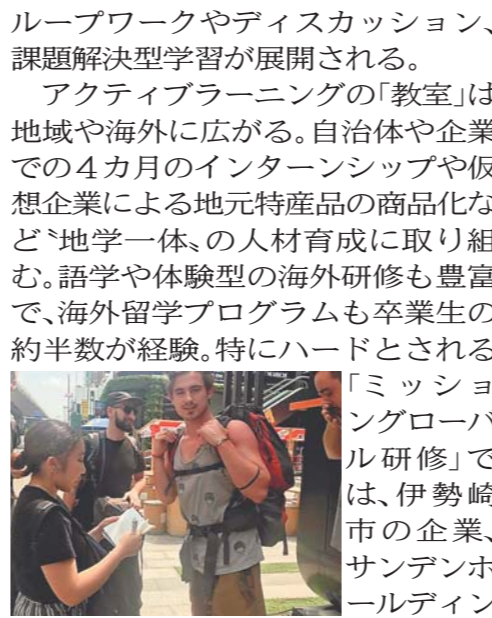 ループワークやディスカッション、
課題解決型学習が展開される。
アクティブラーニングの「教室」は
地域や海外に広がる。自治体や企業
での４カ月のインターンシップや仮
想企業による地元特産品の商品化な
ど〝地学一体〟の人材育成に取り組
む。語学や体験型の海外研修も豊富
で、海外留学プログラムも卒業生の
約半数が経験。特にハードとされる
「ミッショ
ングローバ
ル研修」で
は、伊勢崎
市の企業、
サンデンホ
ールディン